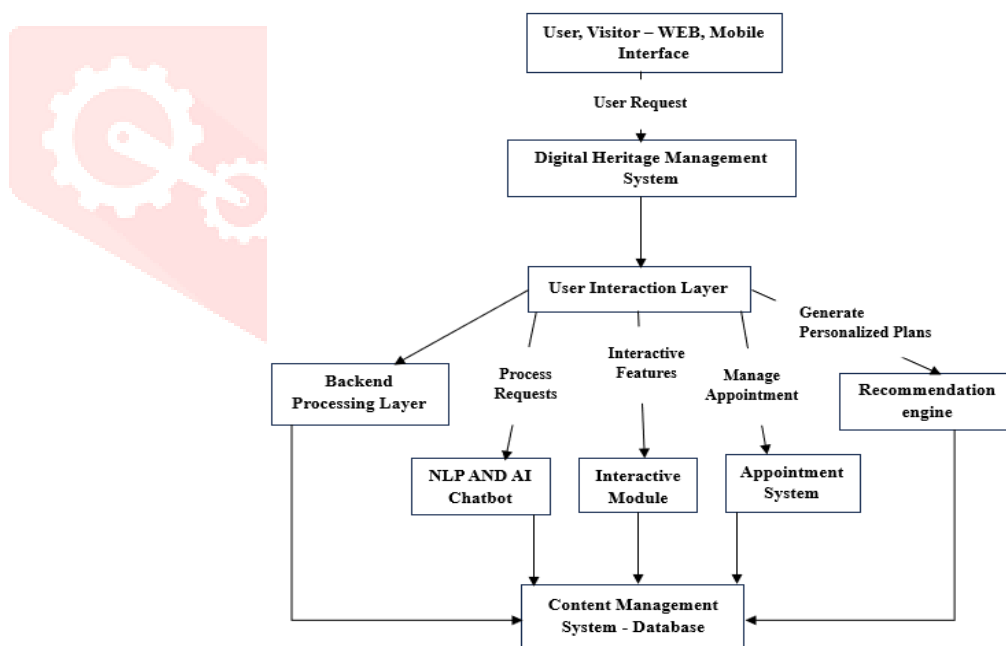 User, Visitor – WEB, Mobile
Interface
User Request
Digital Heritage Management
System
User Interaction Layer
Generate
Personalized Plans
Interactive
Features
Process
Requests
Manage
Appointment
Backend
Processing Layer
Recommendation
engine
NLP AND AI
Chatbot
Interactive
Module
Appointment
System
Content Management
System - Database